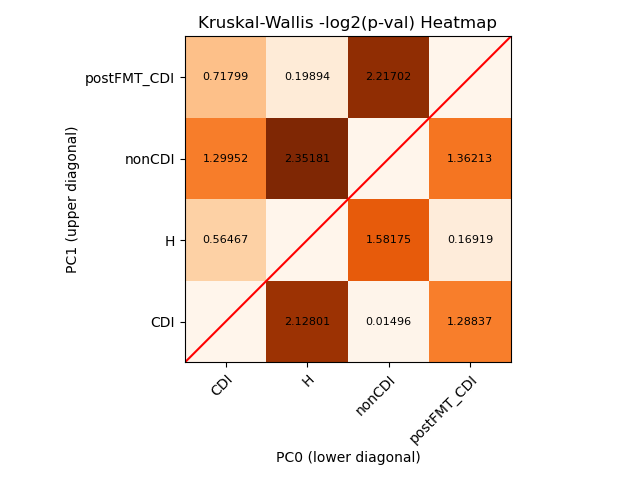 Kruskal-Wallis -log2(p-val) Heatmap
PC1 (upper diagonal)
postFMT_CDI 0.71799 0.19894 2.21702
nonCDI 1.29952 2.35181 1.36213
H 0.56467 1.58175 0.16919
CDI 2.12801 0.01496 1.28837
CDI H nonCDI postFMT_CDI
PC0 (lower diagonal)